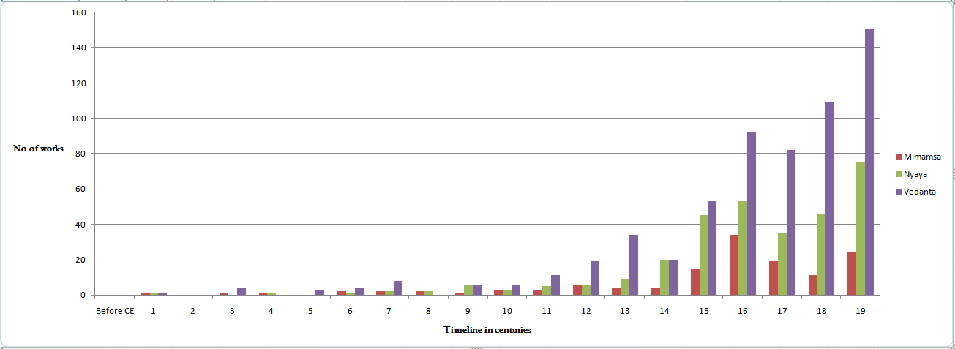 160
140
120
100
No of works
80
60
40
20
0
Before CE 1 2 3 4 5 6 7 8 9 10 11 12 13 14 15 16 17 18 19
Timeline in centuries
Mimamsa
Nyaya
Vedanta